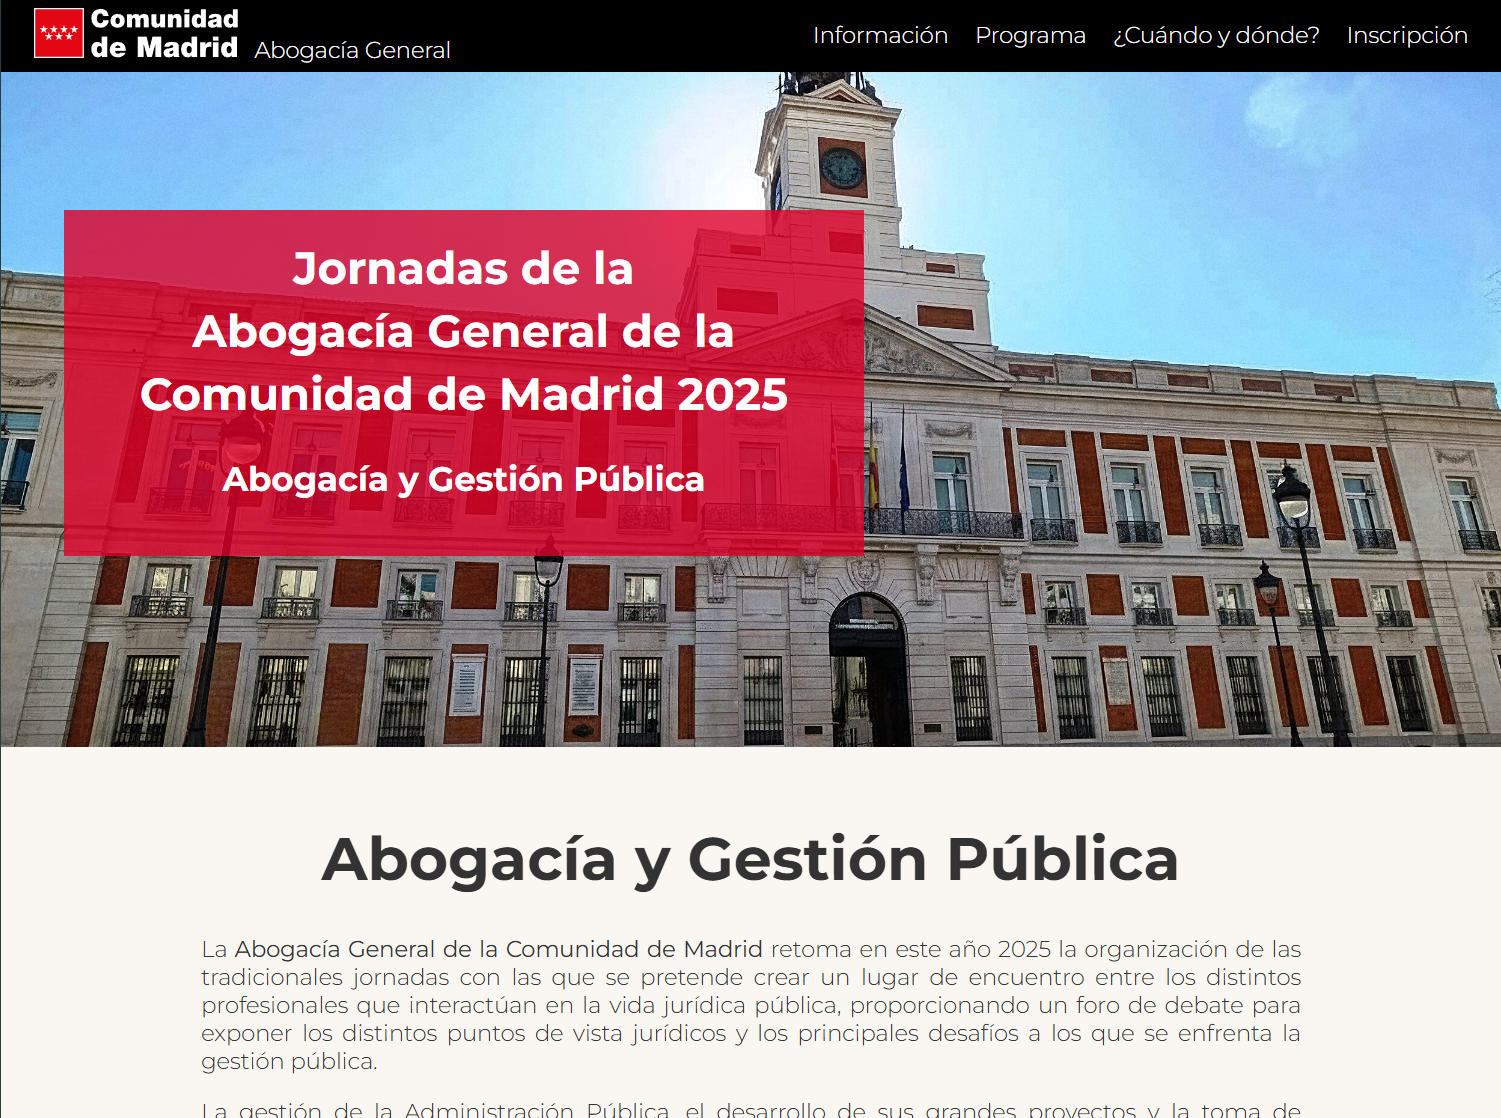 Comunidad
de Madrid
Abogacía General
Información
Programa
¿Cuándo y dónde?
Inscripción
Jornadas de la
Abogacía General de la
Comunidad de Madrid 2025
Abogacía y Gestión Pública
Abogacía y Gestión Pública
La Abogacía General de la Comunidad de Madrid retoma en este año 2025 la organización de las
tradicionales jornadas con las que se pretende crear un lugar de encuentro entre los distintos
profesionales que interactúan en la vida jurídica pública, proporcionando un foro de debate para
exponer los distintos puntos de vista jurídicos y los principales desafíos a los que se enfrenta la
gestión pública.
La gestión de la Administración Pública, el desarrollo de sus grandes proyectos y la toma de